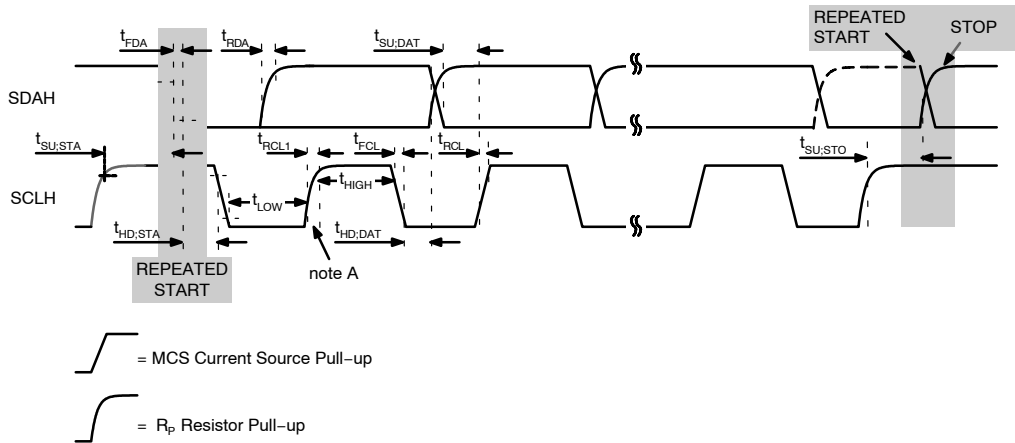 REPEATED
START
STOP
tFDA
tRDA
tSU;DAT
SDAH
tSU;STA
tRCL1
tFCL
tRCL
tSU;STO
SCLH
tHIGH
tLOW
tHD;STA
tHD;DAT
REPEATED
START
note A
= MCS Current Source Pull−up
= RP Resistor Pull−up